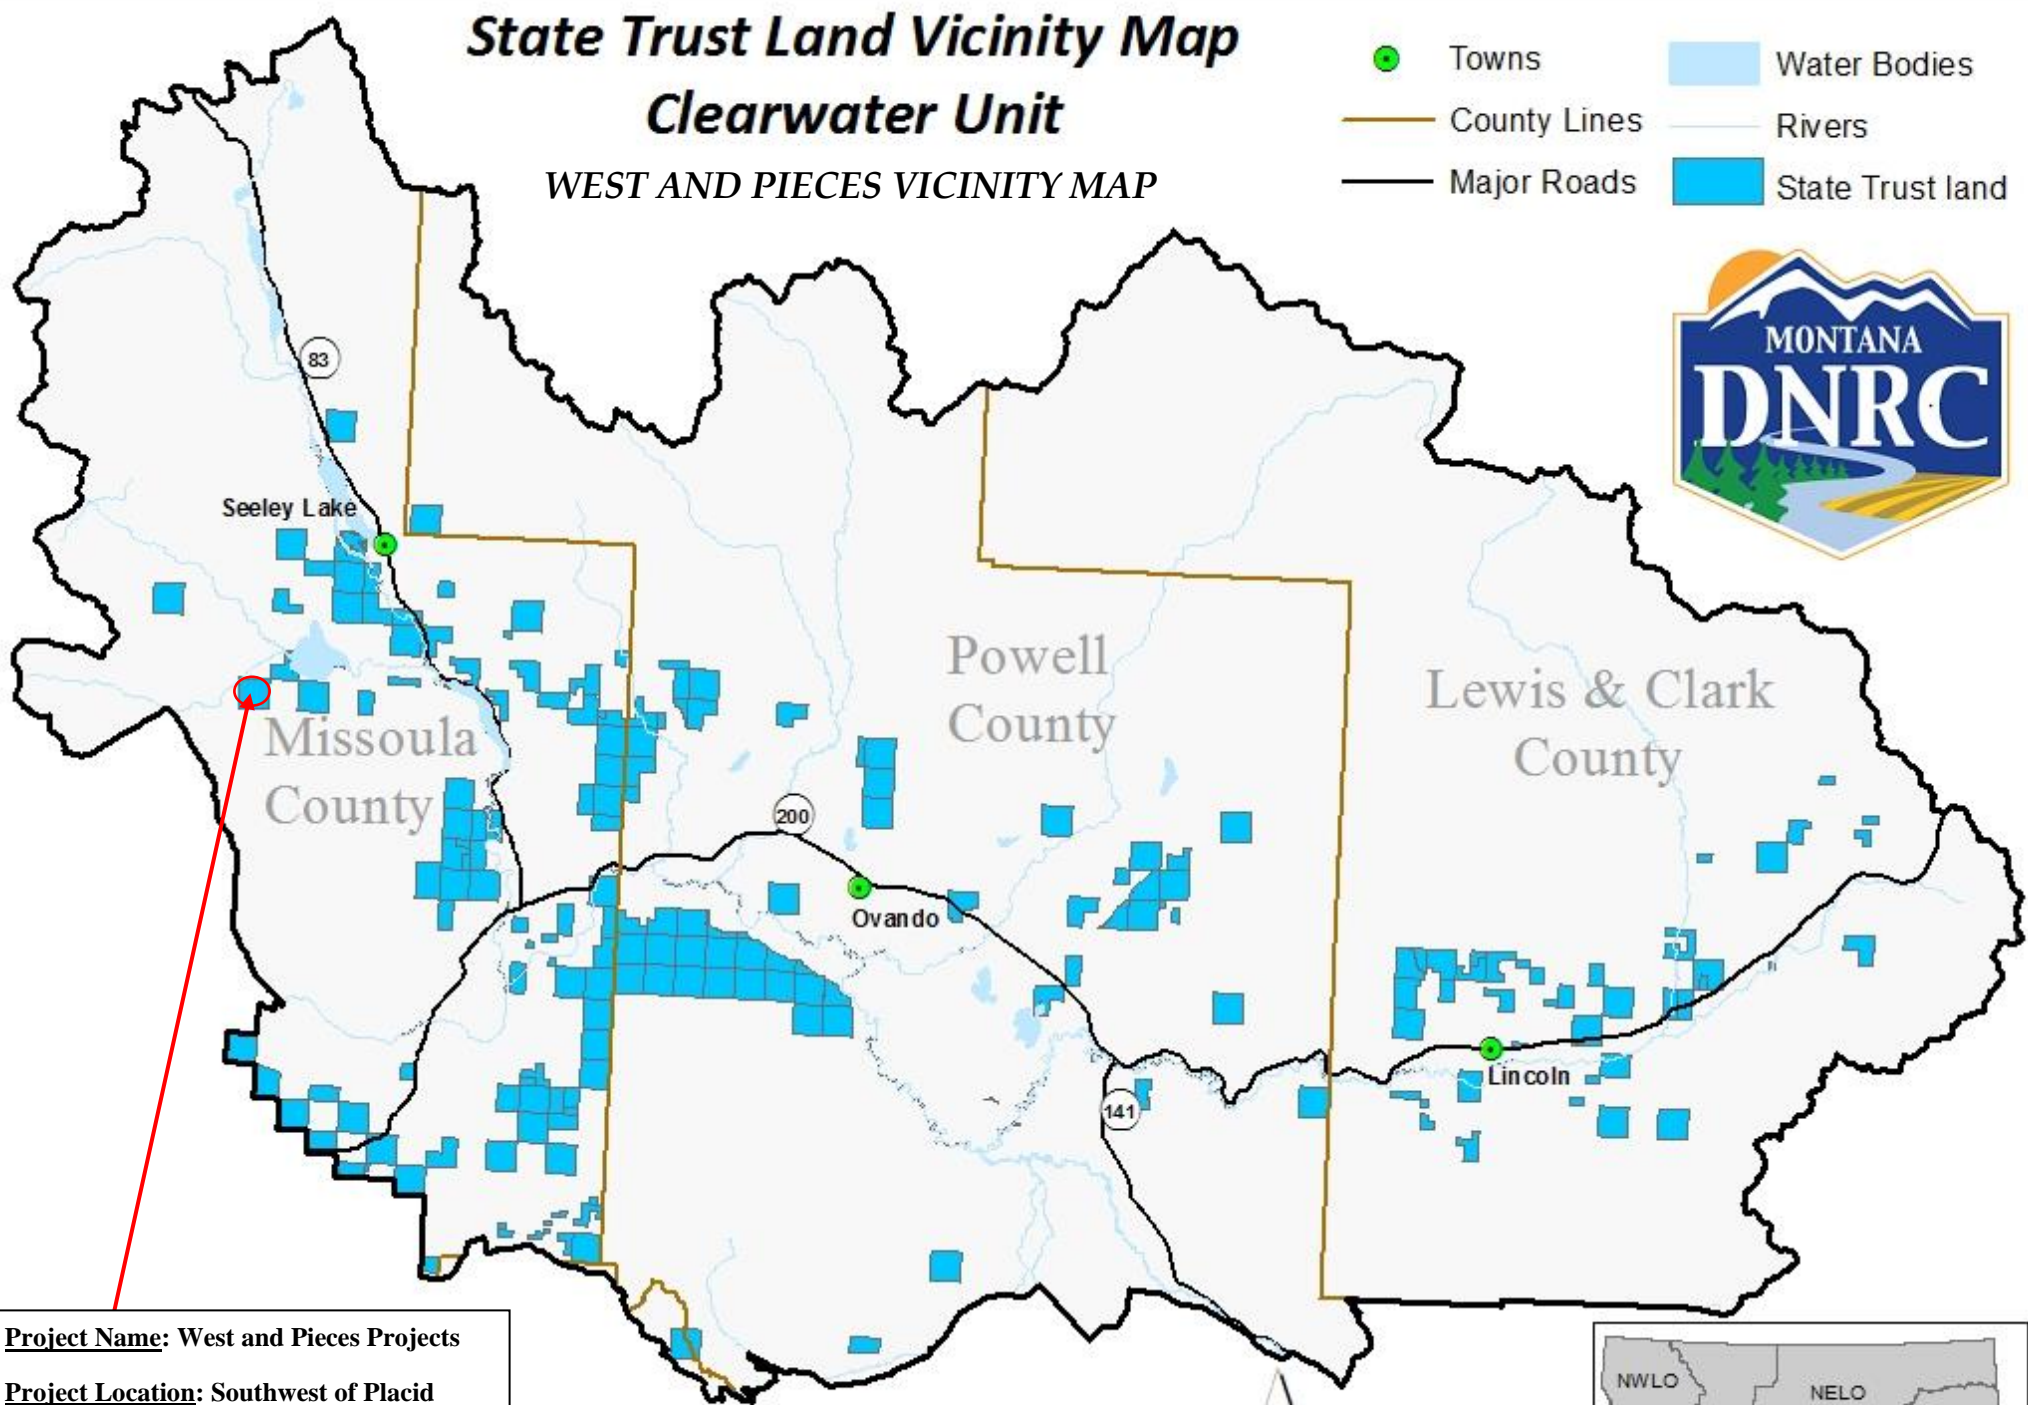 State Trust Land Vicinity Map
Clearwater Unit
WEST AND PIECES VICINITY MAP
Towns
County Lines
Major Roads
Water Bodies
Rivers
State Trust land
MONTANA
DNRC
83
Seeley Lake
Missoula
County
Powell
County
Lewis & Clark
County
200
Ovando
Lincoln
141
Project Name: West and Pieces Projects
Project Location: Southwest of Placid
NWLO
NELO